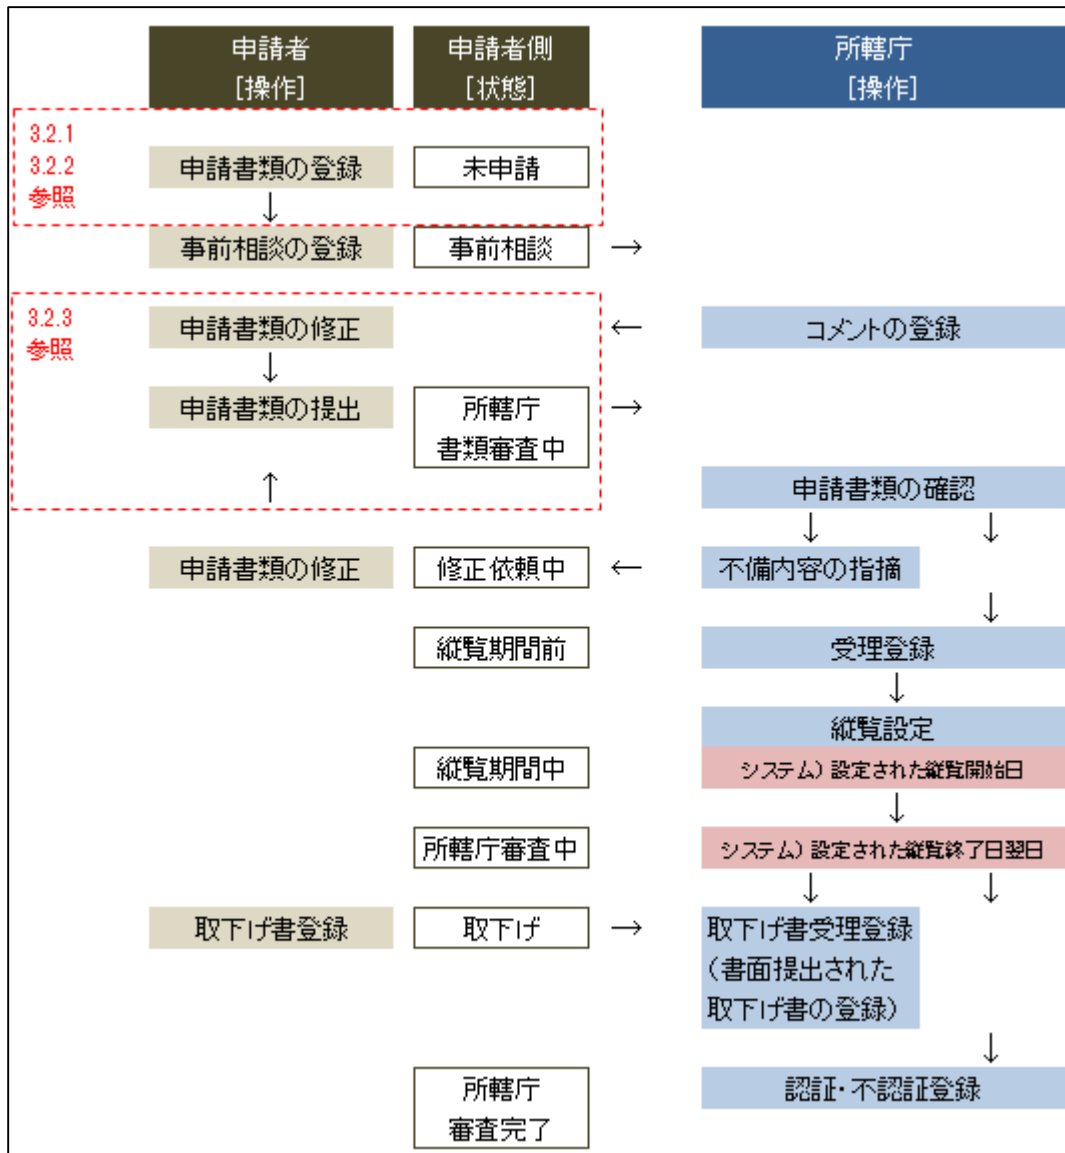 申請者
[操作]
申請者側
[状態]
所轄庁
[操作]
3.2.1
3.2.2
参照
申請書類の登録
未申請
↓
事前相談の登録
事前相談
→
3.2.3
参照
申請書類の修正
←
コメントの登録
↓
申請書類の提出
所轄庁
書類審査中
→
↑
申請書類の確認
↓ ↓
申請書類の修正
修正依頼中
←
不備内容の指摘
↓
縦覧期間前
受理登録
↓
縦覧設定
縦覧期間中
システム）設定された縦覧開始日
↓
所轄庁審査中
システム）設定された縦覧終了日翌日
↓ ↓
取下げ書登録
取下げ
→
取下げ書受理登録
（書面提出された
取下げ書の登録）
↓
所轄庁
審査完了
認証・不認証登録